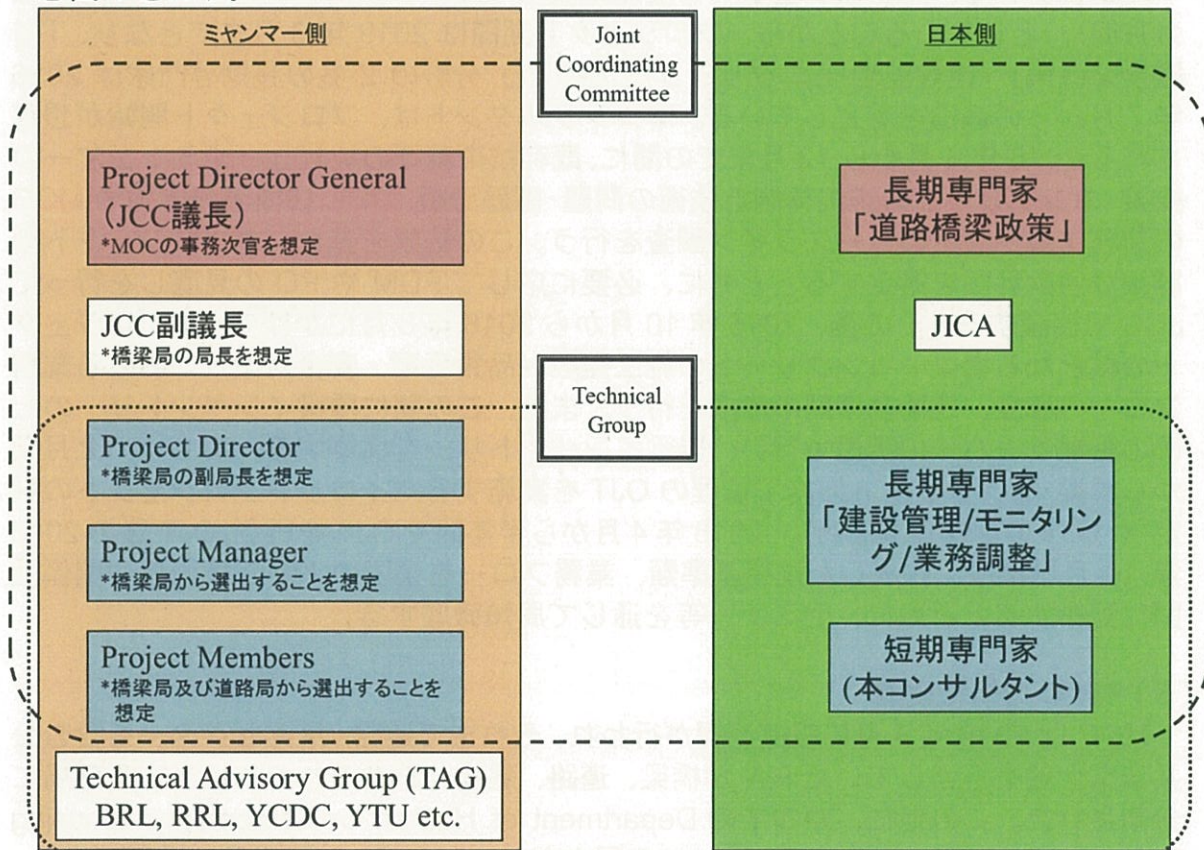 ミャンマー側
Joint
Coordinating
Committee
日本側
Project Director General
(JCC議長)
*MOCの事務次官を想定
長期専門家
「道路橋梁政策」
JCC副議長
*橋梁局の局長を想定
JICA
Technical
Group
Project Director
*橋梁局の副局長を想定
Project Manager
*橋梁局から選出することを想定
Project Members
*橋梁局及び道路局から選出することを
想定
長期専門家
「建設管理/モニタリン
グ/業務調整」
短期専門家
(本コンサルタント)
Technical Advisory Group (TAG)
BRL, RRL, YCDC, YTU etc.